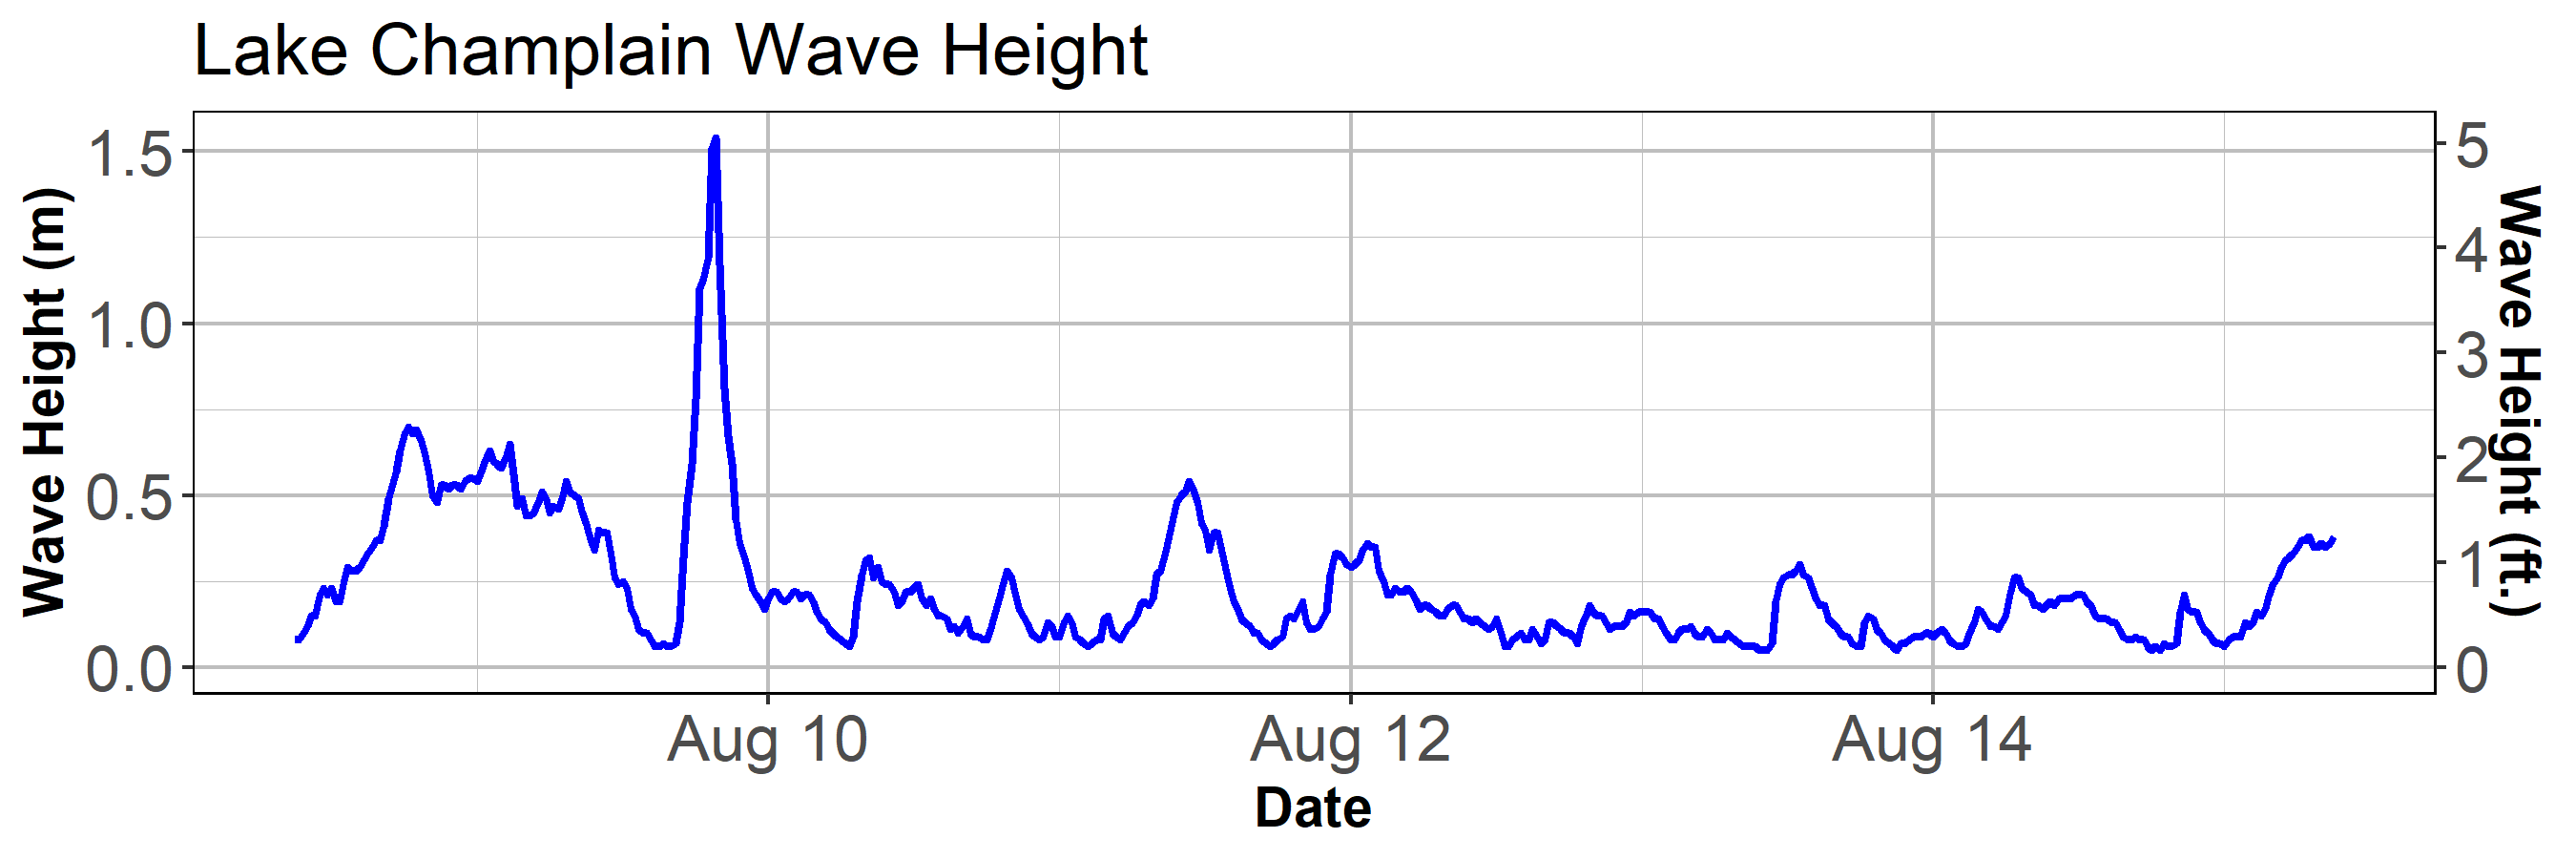 Lake Champlain Wave Height
Wave Height (m)
1.5
1.0
0.5
0.0
5
4
3
2
1
0
Wave Height (ft.)
Aug 10 Aug 12 Aug 14
Date